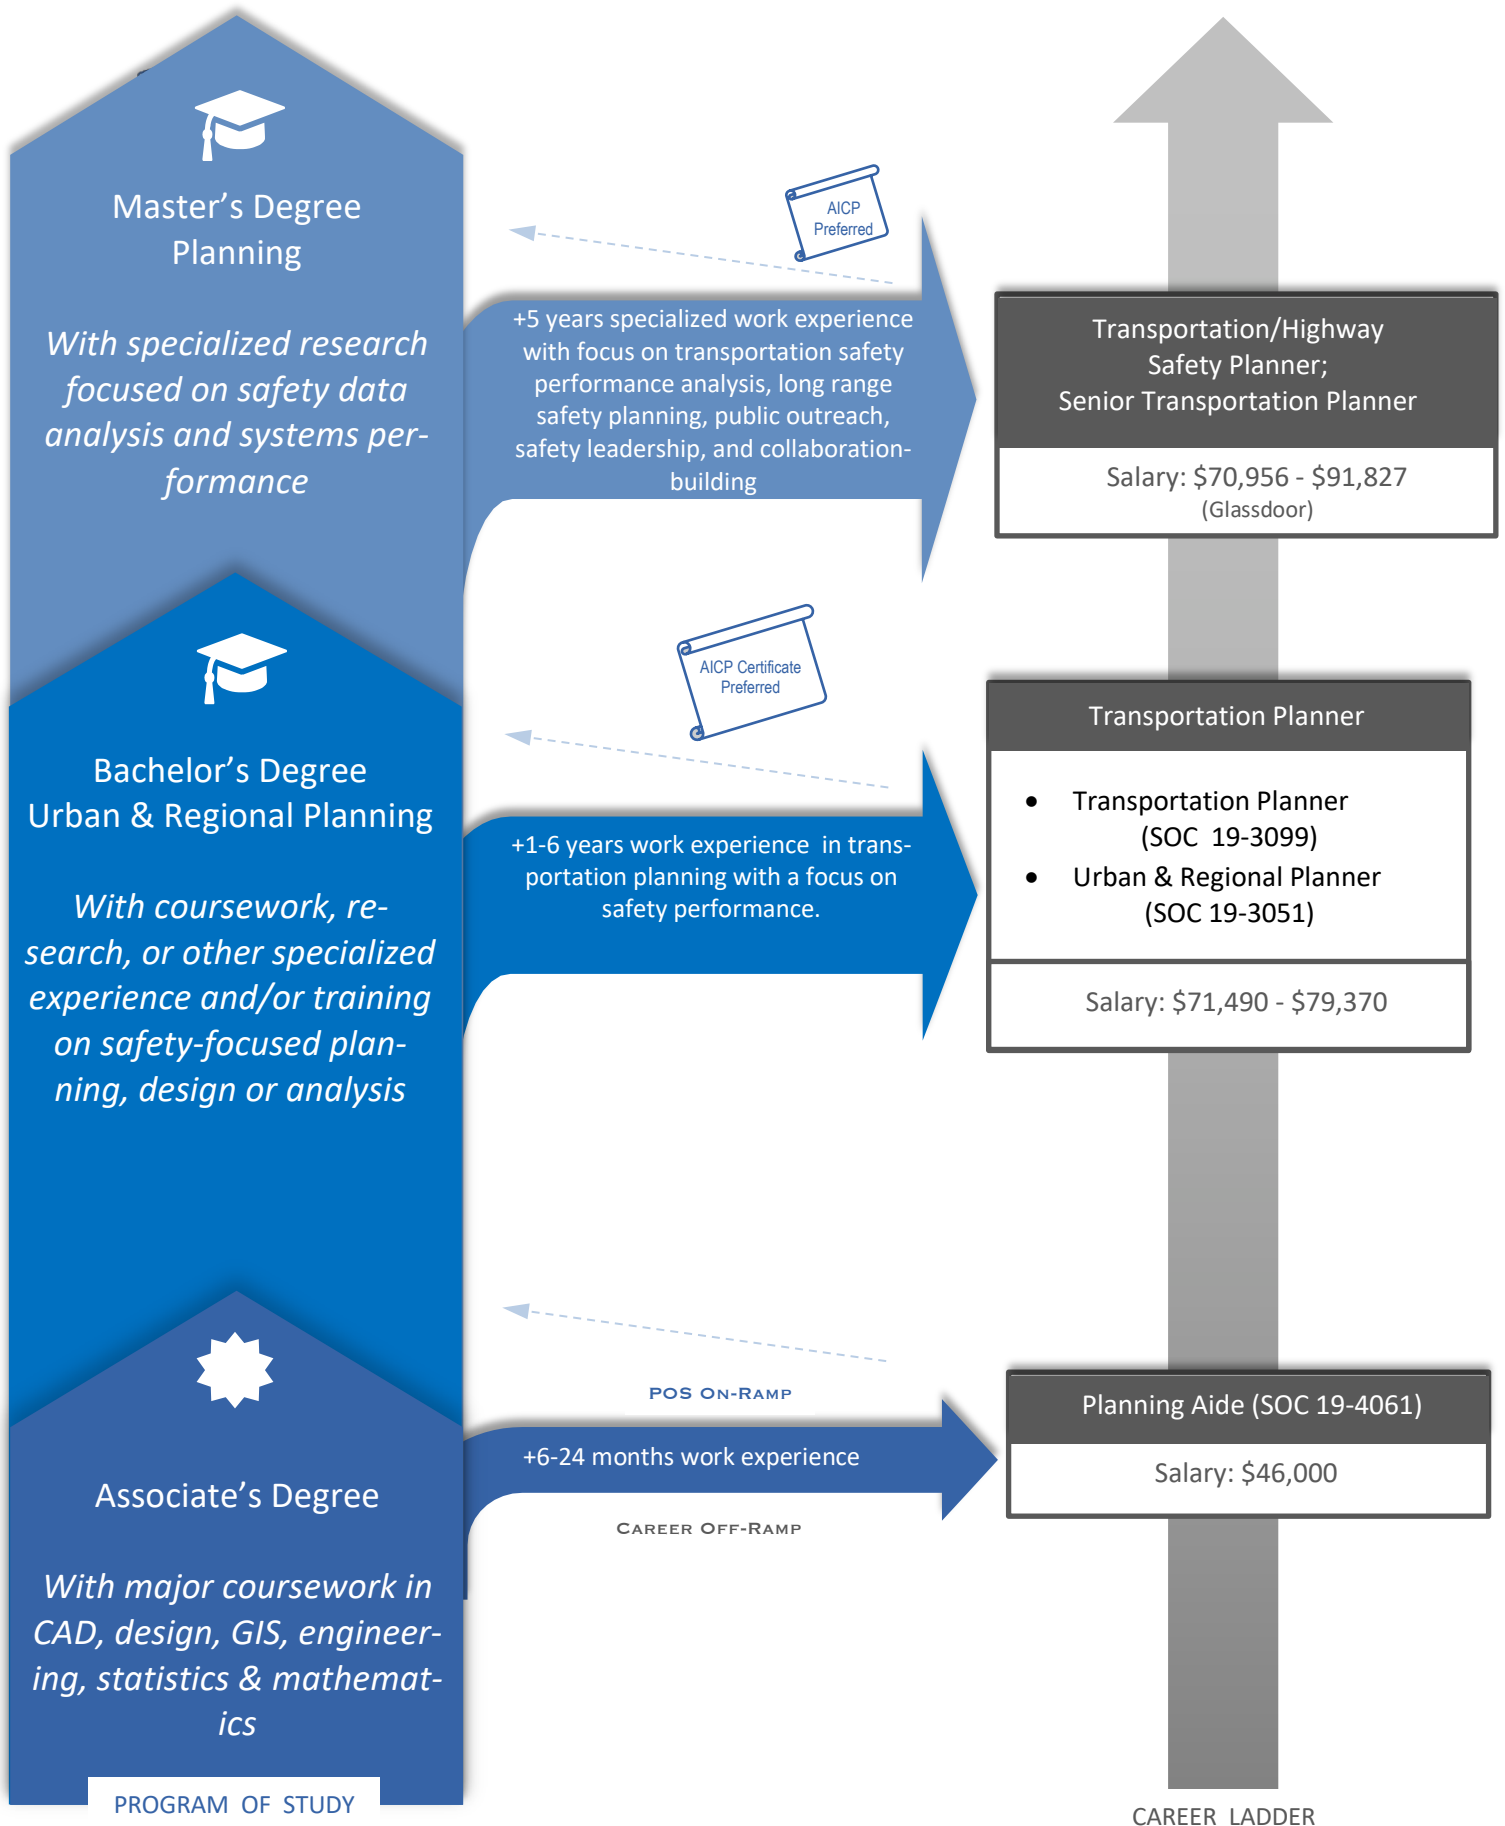 Master's Degree
Planning
With specialized research
focused on safety data
analysis and systems per-
formance
AICP
Preferred
+5 years specialized work experience
with focus on transportation safety
performance analysis, long range
safety planning, public outreach,
safety leadership, and collaboration-
building
Transportation/Highway
Safety Planner;
Senior Transportation Planner
Salary: $70,956 - $91,827
(Glassdoor)
Bachelor's Degree
Urban & Regional Planning
With coursework, re-
search, or other specialized
experience and/or training
on safety-focused plan-
ning, design or analysis
AICP Certificate
Preferred
+1-6 years work experience  in trans-
portation planning with a focus on
safety performance.
Transportation Planner
• Transportation Planner
(SOC  19-3099)
• Urban & Regional Planner
(SOC 19-3051)
Salary: $71,490 - $79,370
Associate's Degree
With major coursework in
CAD, design, GIS, engineer-
ing, statistics & mathemat-
ics
POS On-Ramp
+6-24 months work experience
Career Off-Ramp
Planning Aide (SOC 19-4061)
Salary: $46,000
PROGRAM OF STUDY
CAREER LADDER